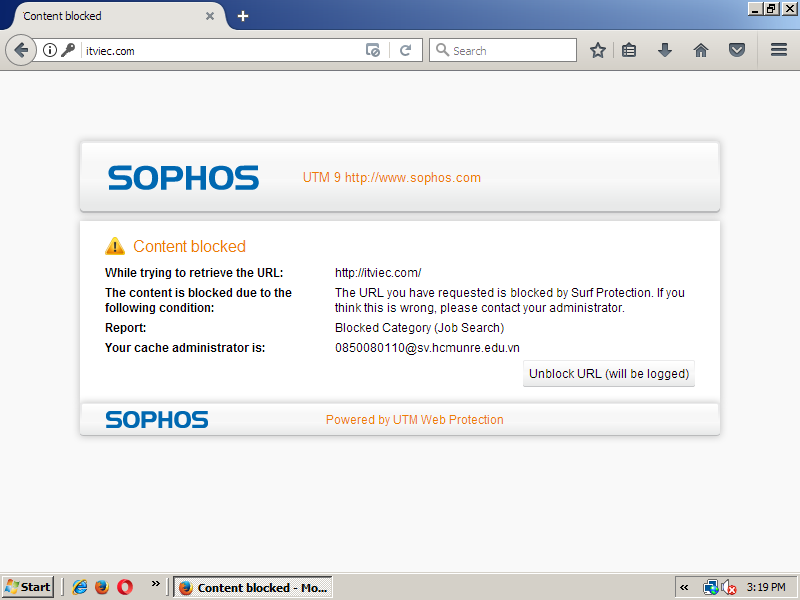 Content blocked
itviec.com
Search
SOPHOS
UTM 9 http://www.sophos.com
Content blocked
While trying to retrieve the URL: http://itviec.com/
The content is blocked due to the following condition: The URL you have requested is blocked by Surf Protection. If you think this is wrong, please contact your administrator.
Report: Blocked Category (Job Search)
Your cache administrator is: 0850080110@sv.hcmunre.edu.vn
Unblock URL (will be logged)
SOPHOS
Powered by UTM Web Protection
Start
Content blocked - Mo...
3:19 PM